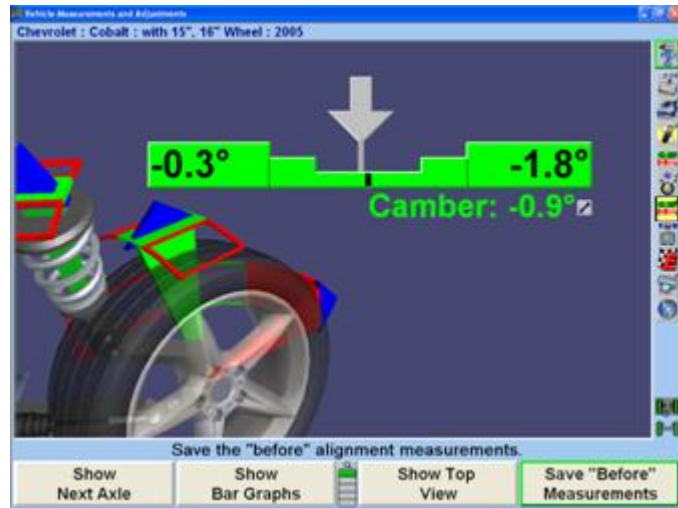 Vehicle Measurements and Adjustments
Chevrolet : Cobalt : with 15", 16" Wheel : 2005
-0.3°
-1.8°
Camber: -0.9°
Save the "before" alignment measurements.
Show
Next Axle
Show
Bar Graphs
Show Top
View
Save "Before"
Measurements